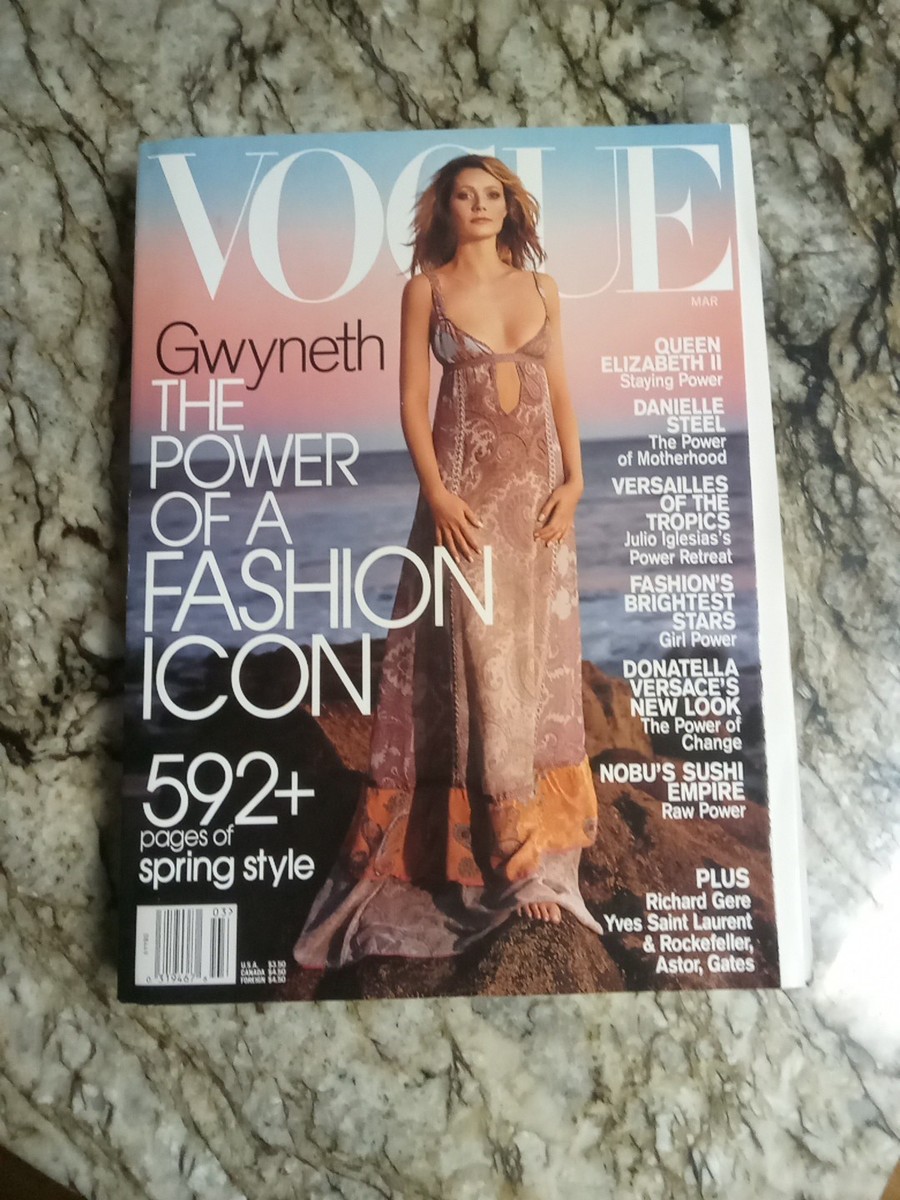 VOGUE
MAR
Gwyneth
THE
POWER
OF A
FASHION
ICON
592+
pages of
spring style
QUEEN
ELIZABETH II
Staying Power
DANIELLE
STEEL
The Power
of Motherhood
VERSAILLES
OF THE
TROPICS
Julio Iglesias's
Power Retreat
FASHION'S
BRIGHTEST
STARS
Girl Power
DONATELLA
VERSACE'S
NEW LOOK
The Power of
Change
NOBU'S SUSHI
EMPIRE
Raw Power
PLUS
Richard Gere
Yves Saint Laurent
& Rockefeller,
Astor, Gates
03>
U.S.A. $3.50
CANADA $4.50
FOREIGN $4.50